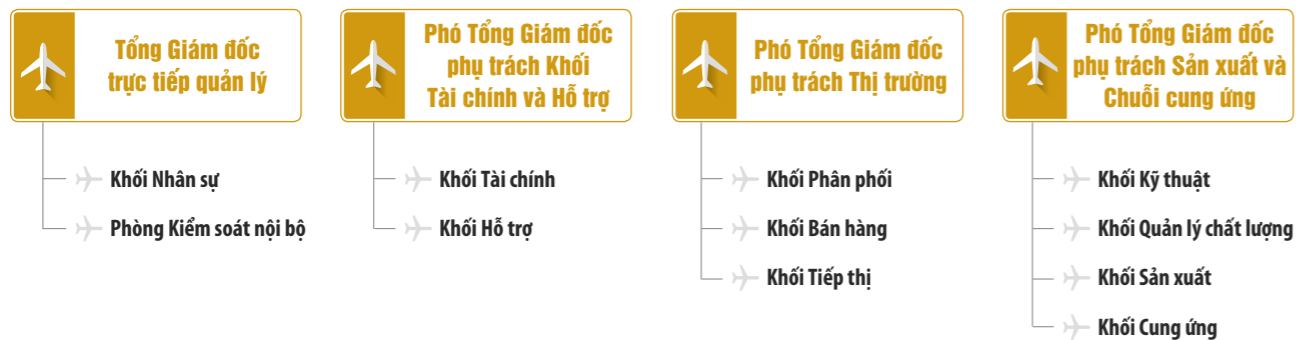 Tổng Giám đốc
trực tiếp quản lý
Khối Nhân sự
Phòng Kiểm soát nội bộ
Phó Tổng Giám đốc
phụ trách Khối
Tài chính và Hỗ trợ
Khối Tài chính
Khối Hỗ trợ
Phó Tổng Giám đốc
phụ trách Thị trường
Khối Phân phối
Khối Bán hàng
Khối Tiếp thị
Phó Tổng Giám đốc
phụ trách Sản xuất và
Chuỗi cung ứng
Khối Kỹ thuật
Khối Quản lý chất lượng
Khối Sản xuất
Khối Cung ứng